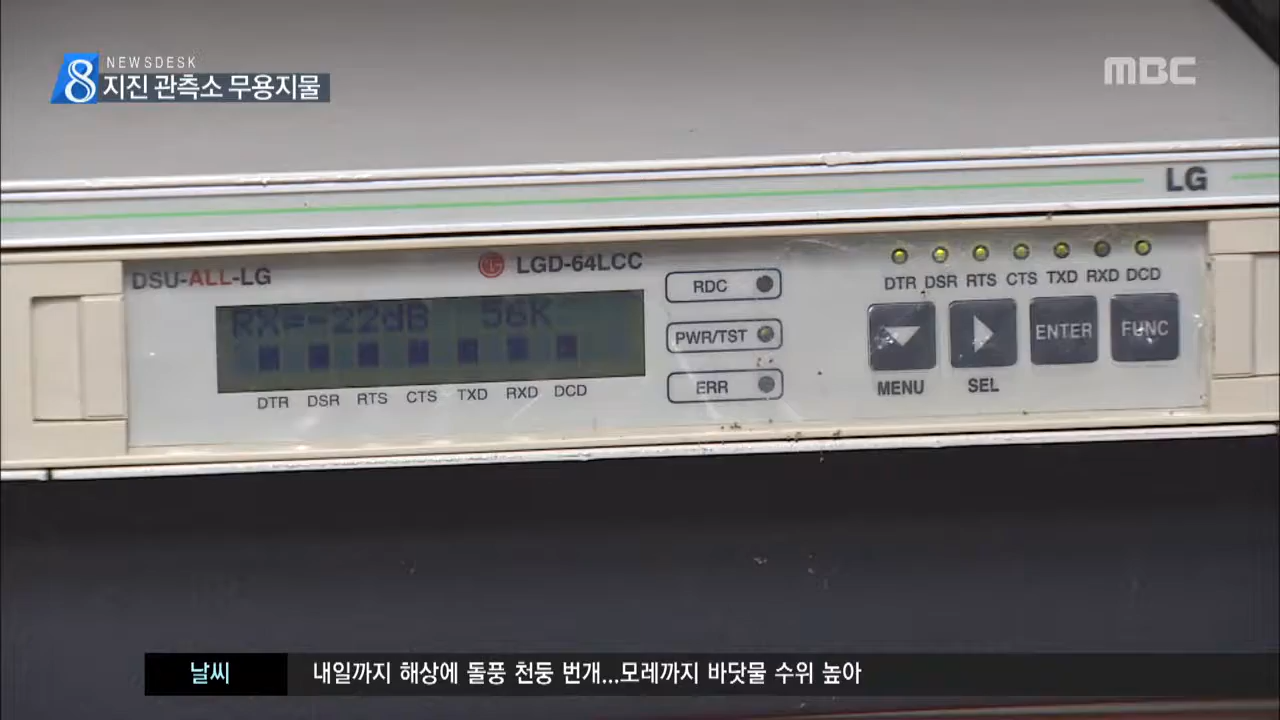 8 NEWSDESK
지진 관측소 무용지물
MBC
LG
DSU-ALL-LG
LG LGD-64LCC
RX=-22dB 56K
DTR DSR RTS CTS TXD RXD DCD
RDC
PWR/TST
ERR
DTR DSR RTS CTS TXD RXD DCD
ENTER FUNC
MENU SEL
날씨 내일까지 해상에 돌풍 천둥 번개...모레까지 바닷물 수위 높아